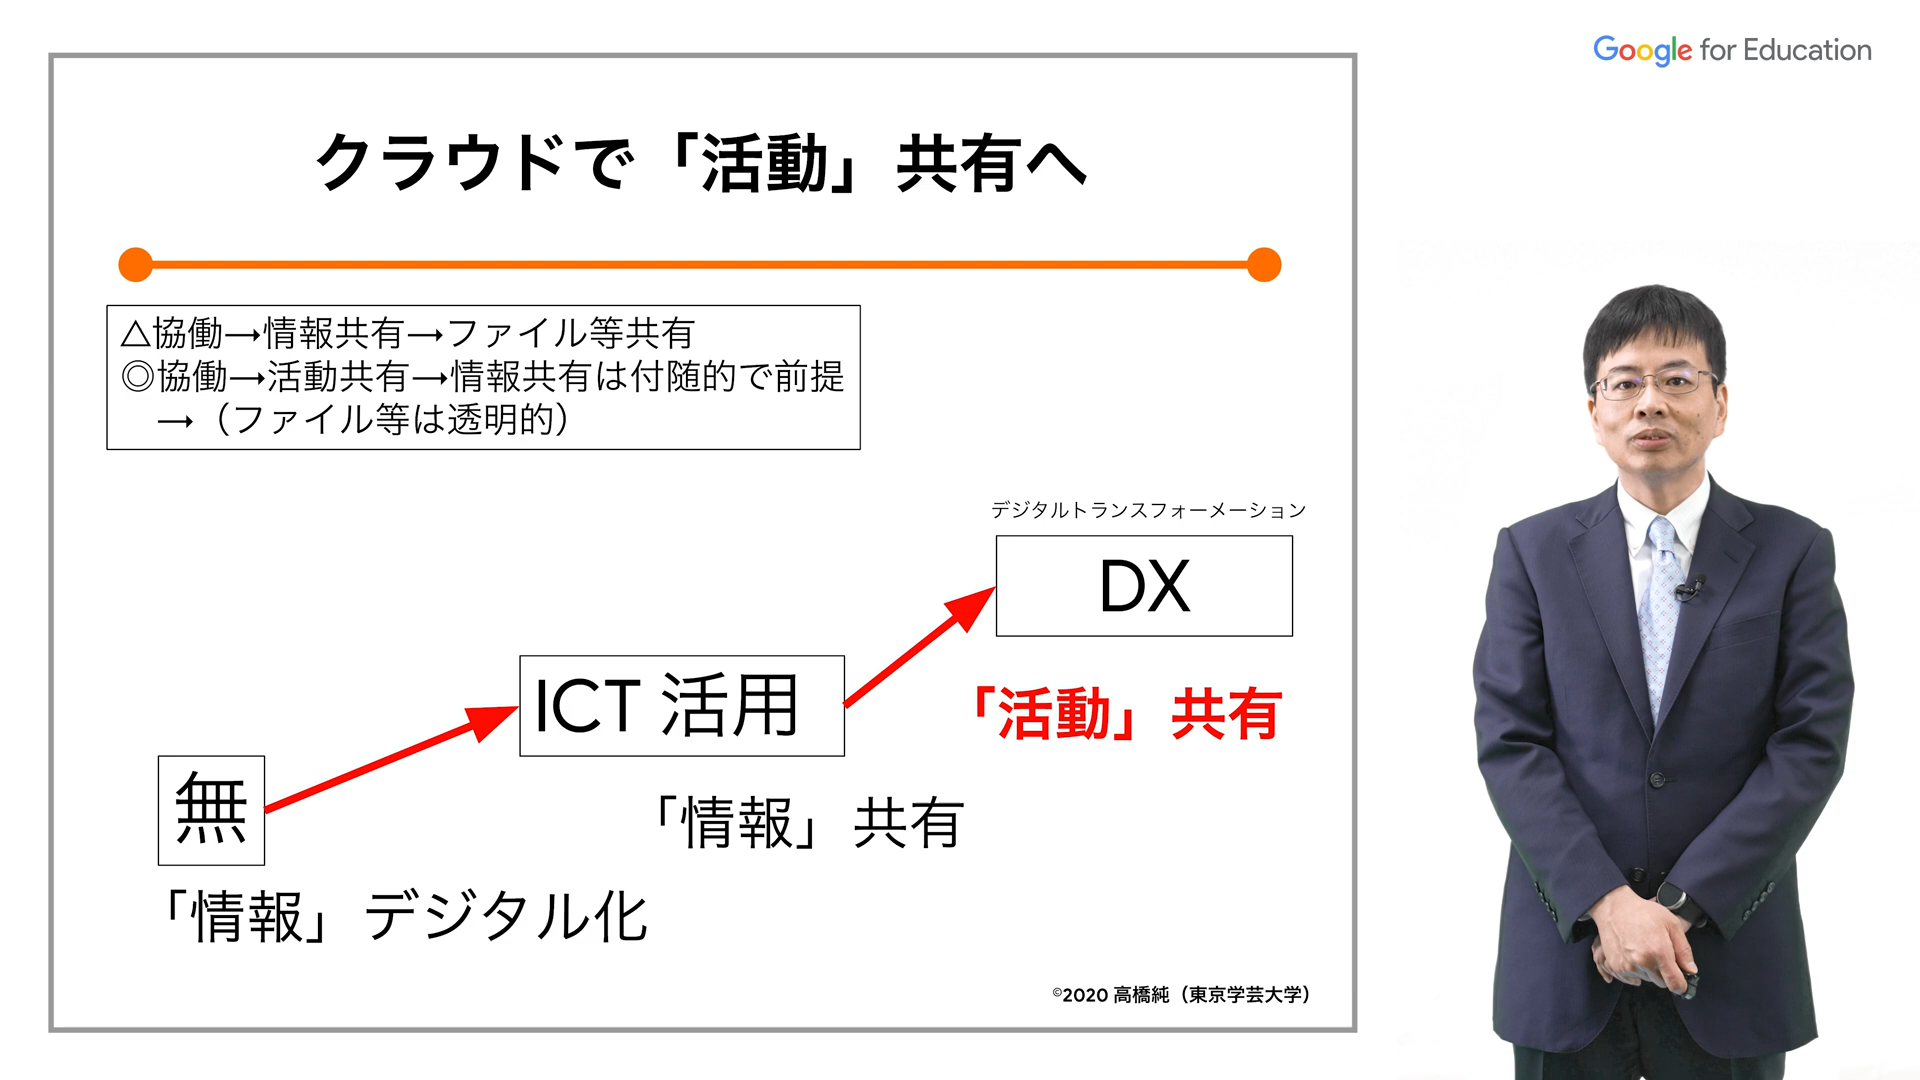 Google for Education
クラウドで「活動」共有へ
△協働→情報共有→ファイル等共有
◎協働→活動共有→情報共有は付随的で前提
→（ファイル等は透明的）
デジタルトランスフォーメーション
DX
「活動」共有
ICT 活用
「情報」共有
無
「情報」デジタル化
©2020 高橋純（東京学芸大学）